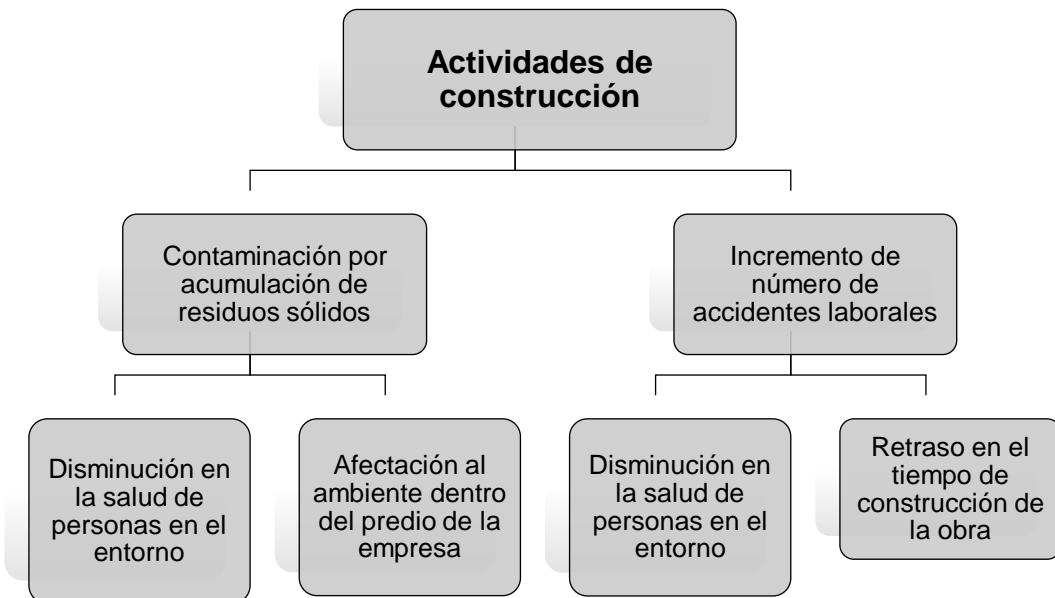 Actividades de
construcción
Contaminación por
acumulación de
residuos sólidos
Incremento de
número de
accidentes laborales
Disminución en
la salud de
personas en el
entorno
Afectación al
ambiente dentro
del predio de la
empresa
Disminución en
la salud de
personas en el
entorno
Retraso en el
tiempo de
construcción de
la obra